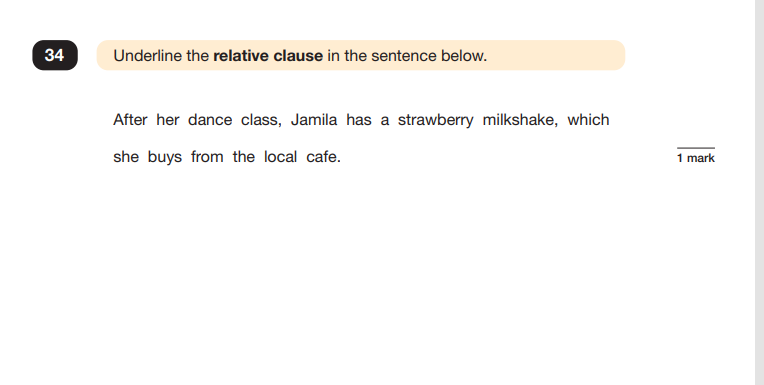 34
Underline the relative clause in the sentence below.
After her dance class, Jamila has a strawberry milkshake, which
she buys from the local cafe.
1 mark